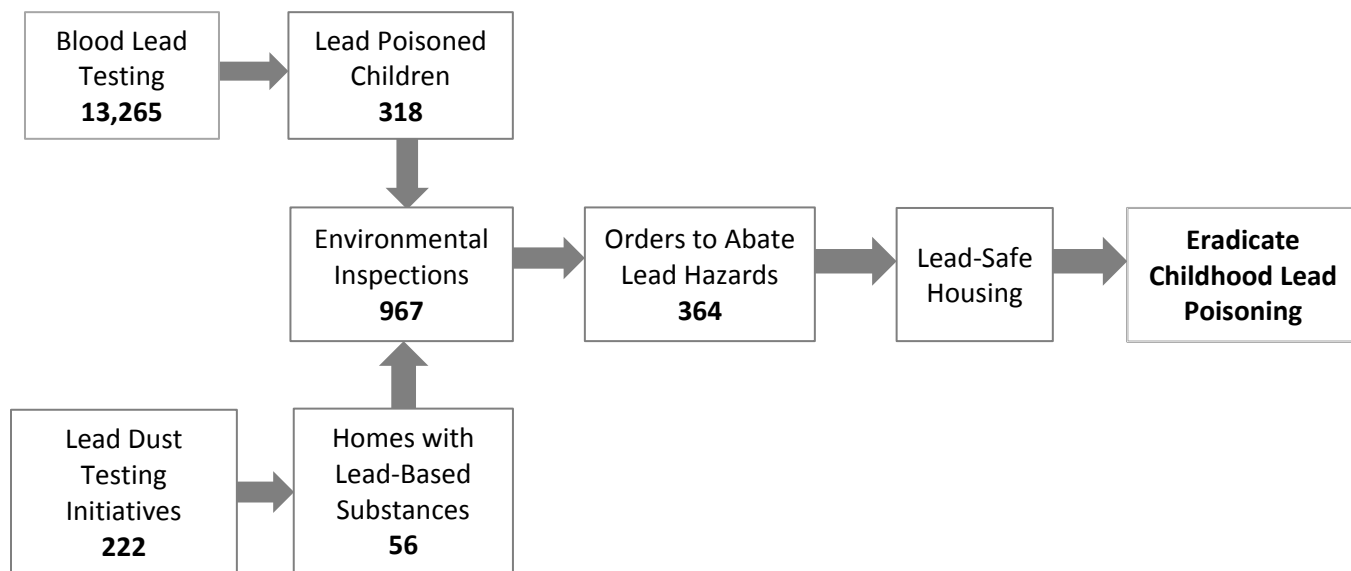 Blood Lead
Testing
13,265
Lead Poisoned
Children
318
Environmental
Inspections
967
Orders to Abate
Lead Hazards
364
Lead-Safe
Housing
Eradicate
Childhood Lead
Poisoning
Lead Dust
Testing
Initiatives
222
Homes with
Lead-Based
Substances
56